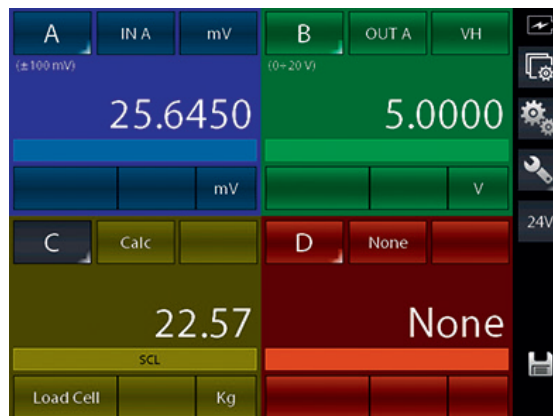 A IN A mV
(±100 mV)
25.6450
mV
B OUT A VH
(0÷20 V)
5.0000
V
24V
C Calc
22.57
SCL
Load Cell Kg
D None
None